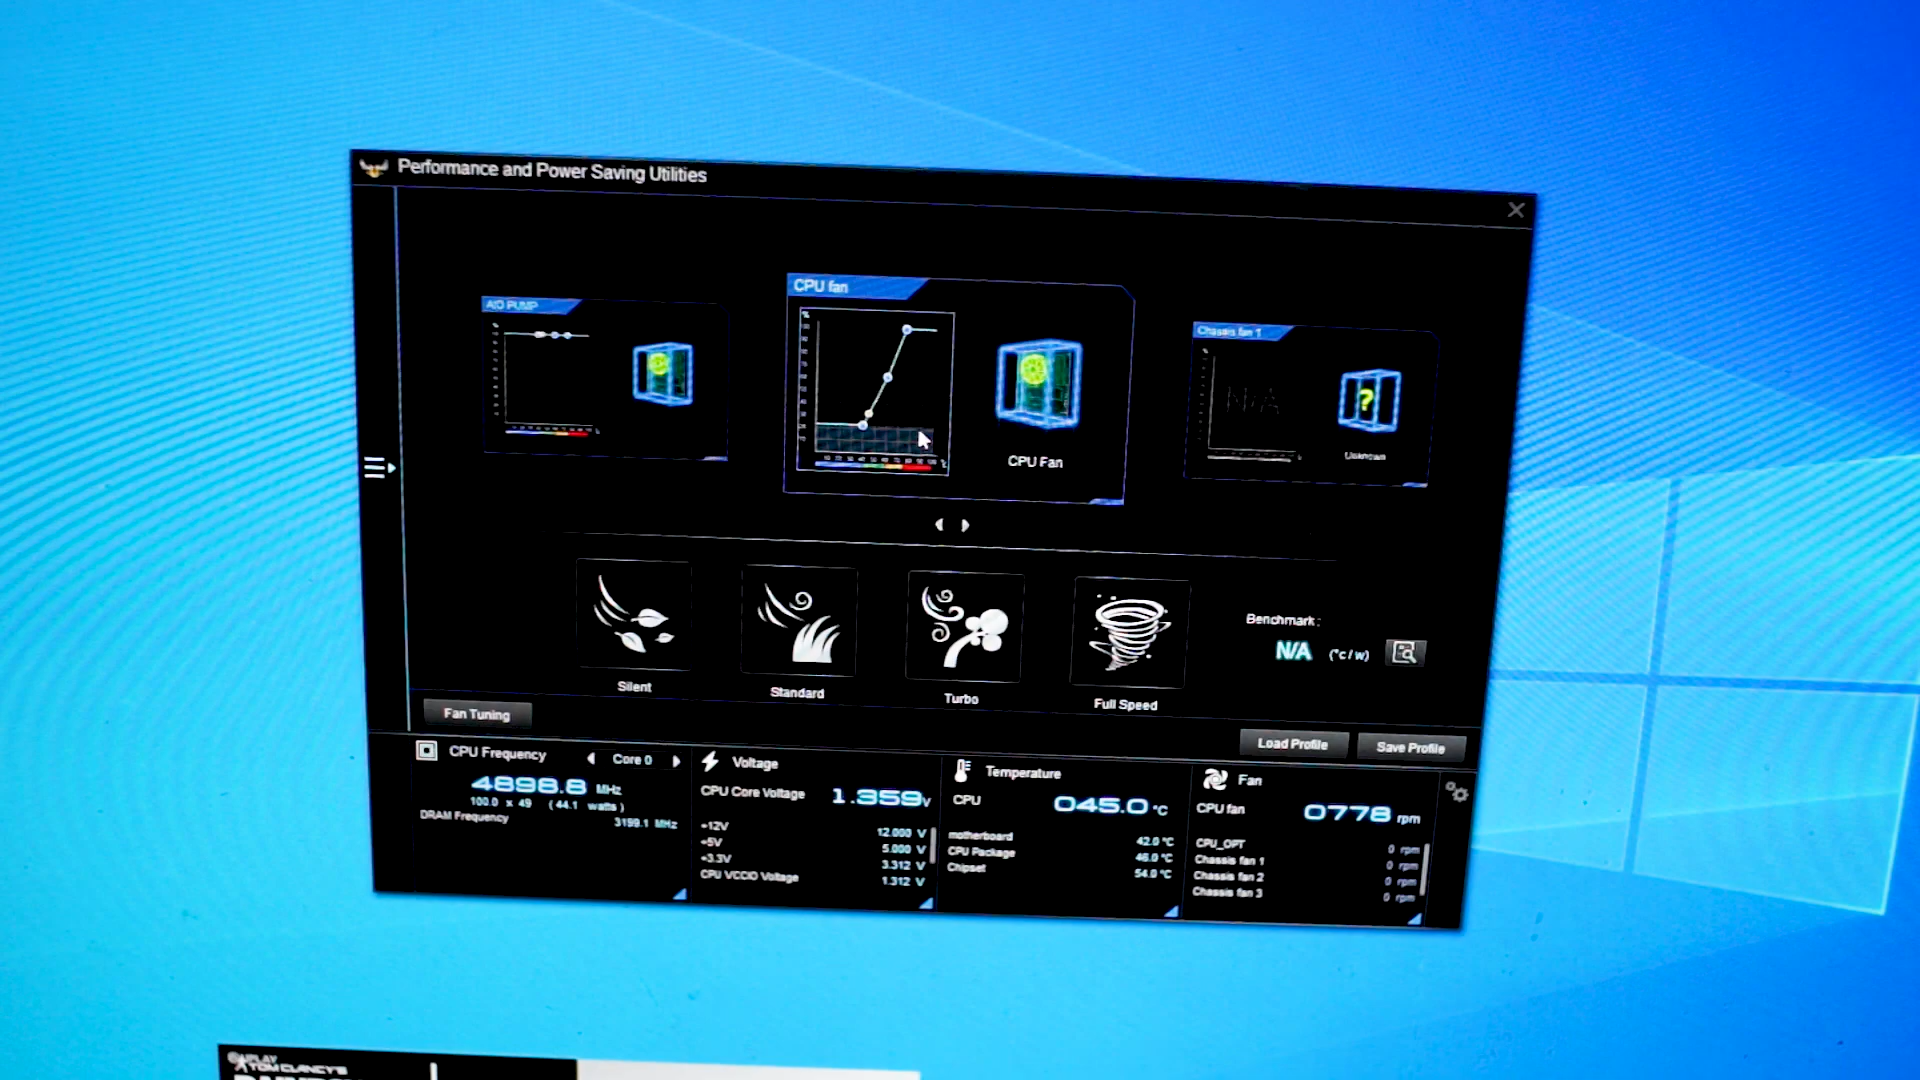 Performance and Power Saving Utilities
AIO PUMP
CPU fan
Chassis fan 1
%
%
%
N/A
?
CPU Fan
Unknown
Silent
Standard
Turbo
Full Speed
Benchmark :
N/A (°c / w)
Fan Tuning
Load Profile
Save Profile
CPU Frequency
Core 0
4898.8 MHz
100.0 x 49 ( 44.1 watts )
DRAM Frequency
3199.1 MHz
Voltage
CPU Core Voltage 1.359v
+12V 12.000 V
+5V 5.000 V
+3.3V 3.312 V
CPU VCCIO Voltage 1.312 V
Temperature
CPU 045.0 °C
motherboard 42.0 °C
CPU Package 46.0 °C
Chipset 54.0 °C
Fan
CPU fan 0778 rpm
CPU_OPT 0 rpm
Chassis fan 1 0 rpm
Chassis fan 2 0 rpm
Chassis fan 3 0 rpm
UPLAY
TOM CLANCY'S